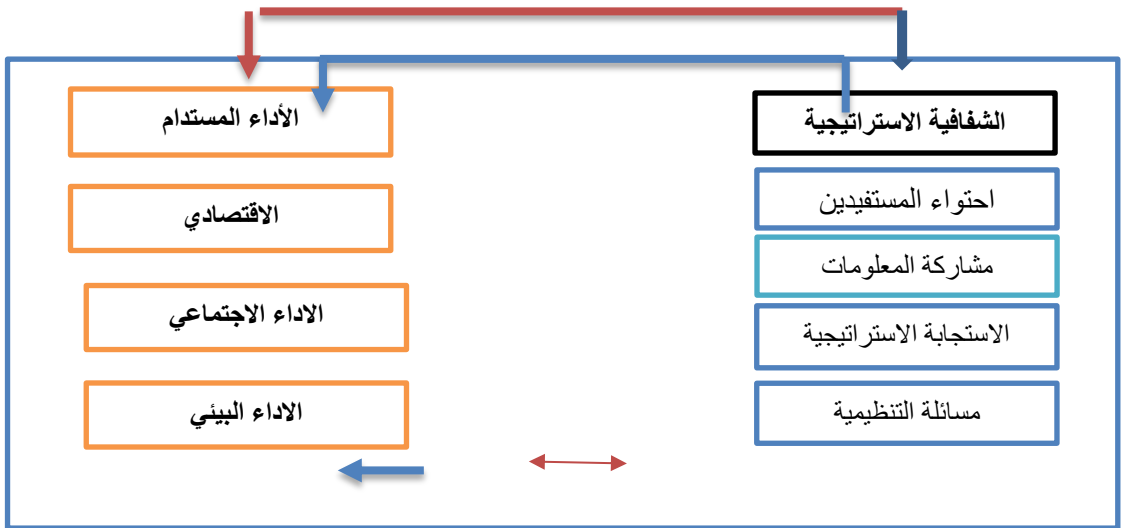 الشفافية الاستراتيجية
احتواء المستفيدين
مشاركة المعلومات
الاستجابة الاستراتيجية
مسائلة التنظيمية
الأداء المستدام
الاقتصادي
الاداء الاجتماعي
الاداء البيئي